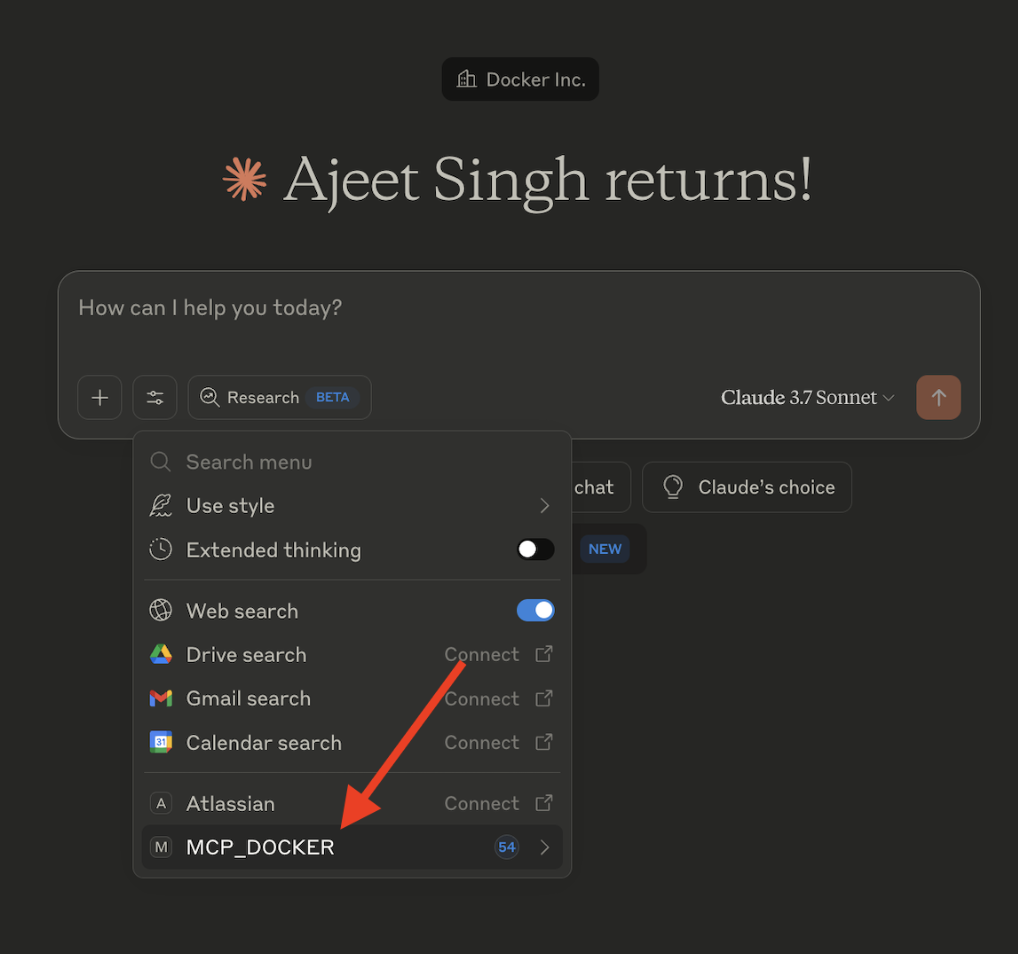 Docker Inc.
Ajeet Singh returns!
How can I help you today?
Research BETA
Claude 3.7 Sonnet
Search menu
chat
Claude's choice
Use style
Extended thinking
NEW
Web search
Drive search Connect
Gmail search Connect
31
Calendar search Connect
A Atlassian Connect
M MCP_DOCKER 54